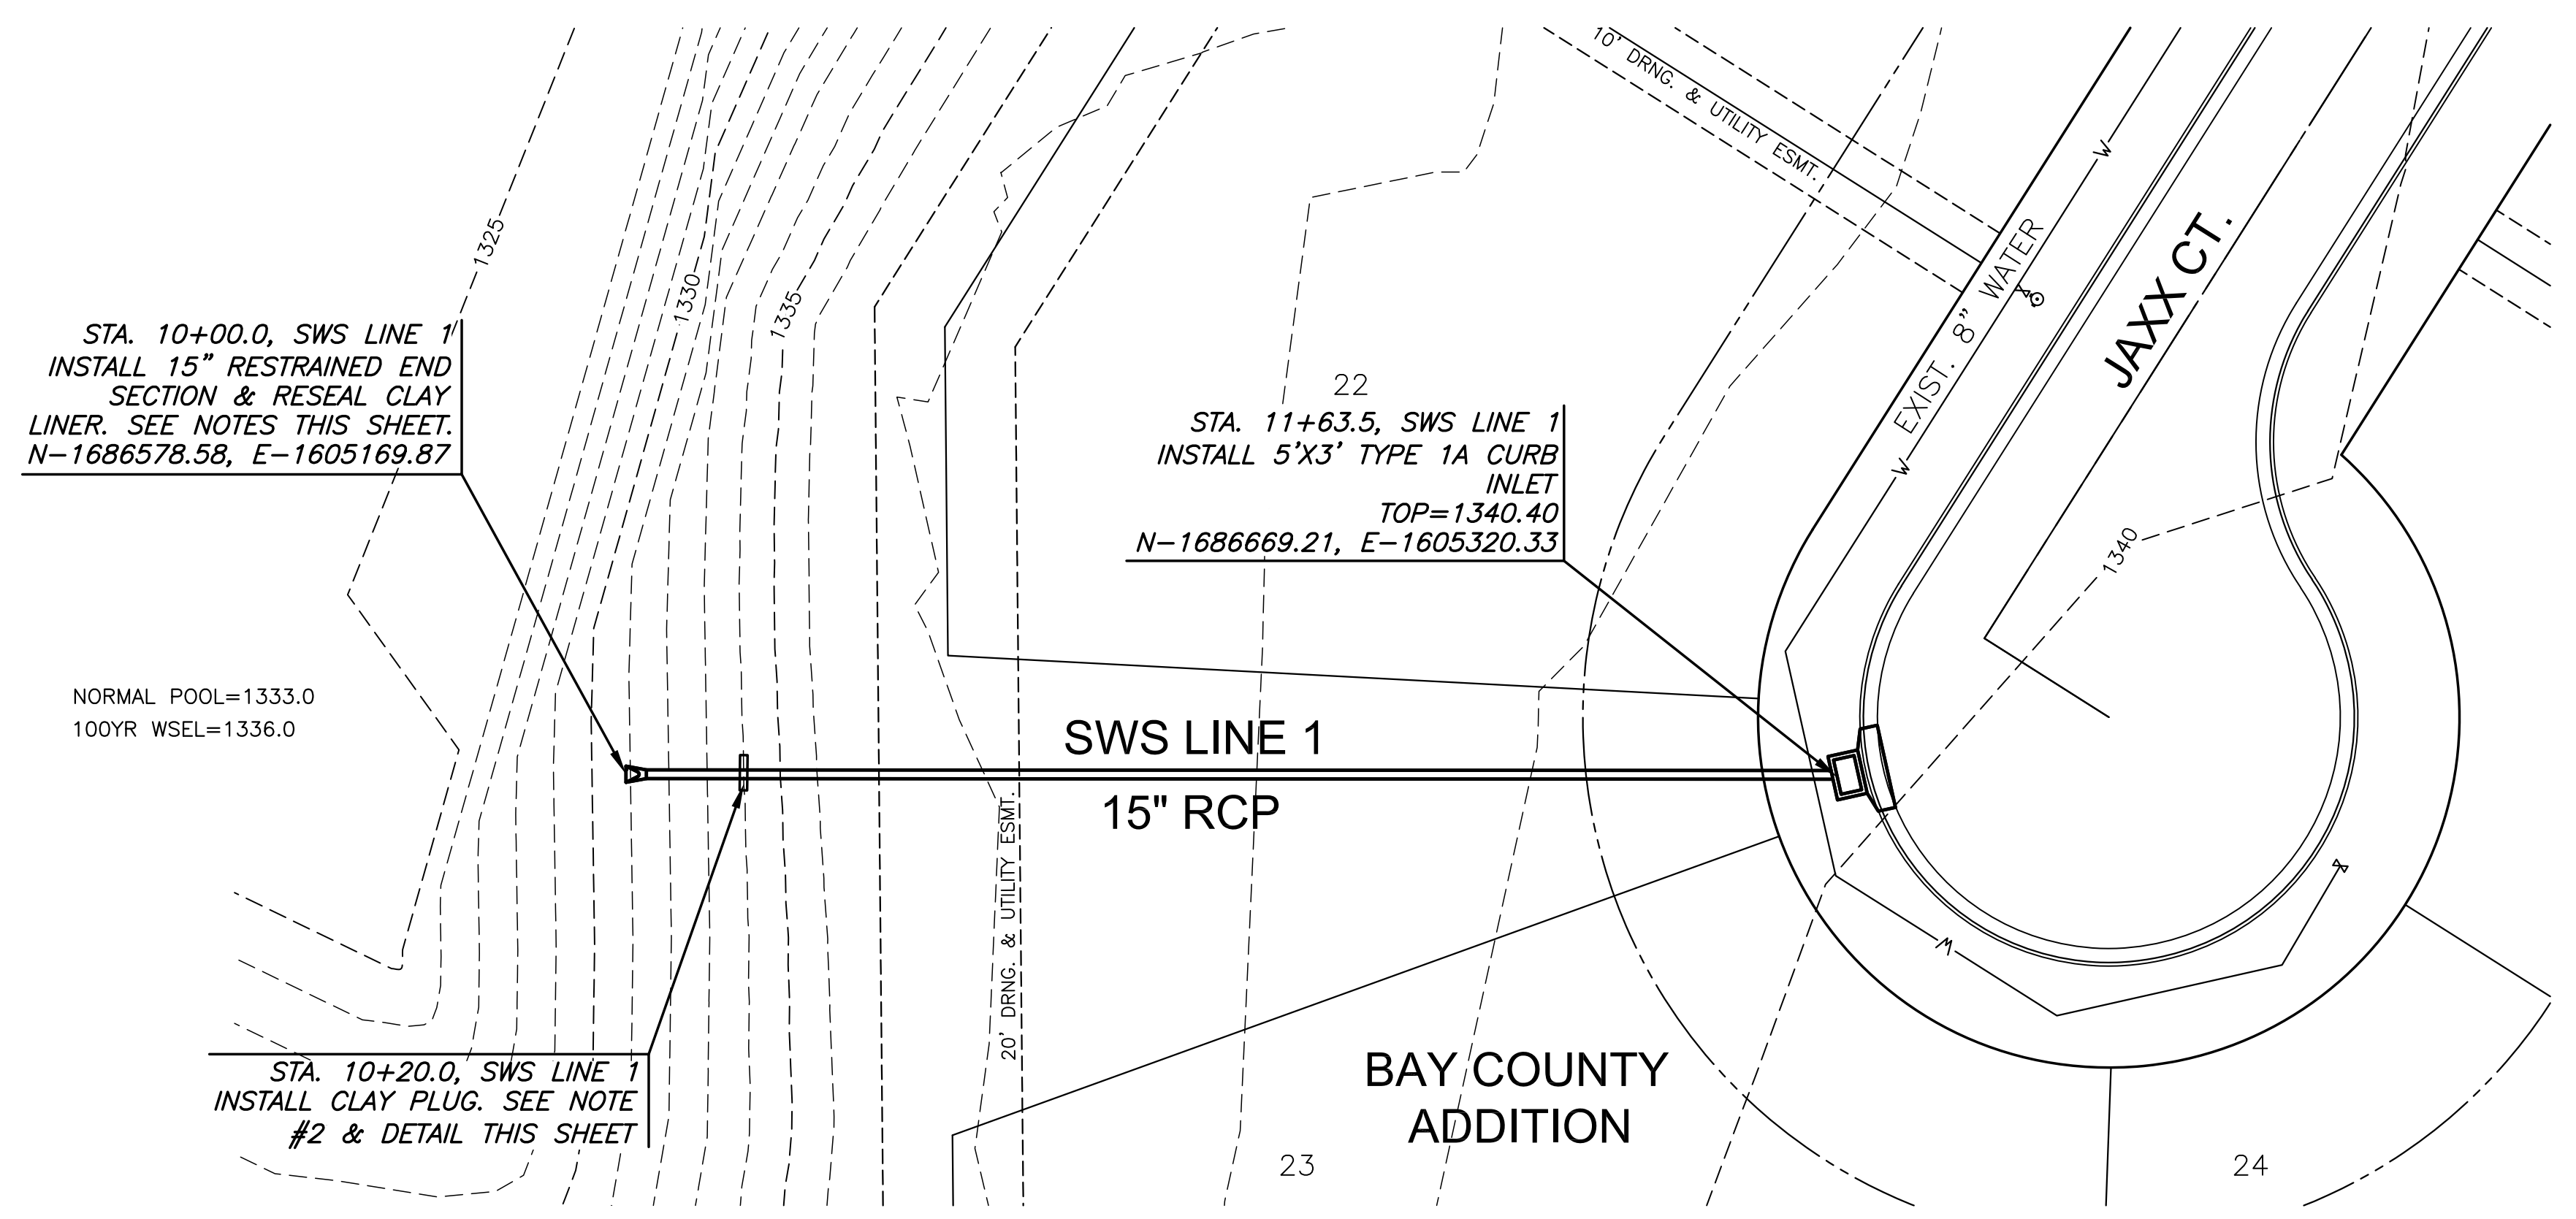 10' DRNG. & UTILITY ESMT.
W
1325
EXIST. 8" WATER
JAXX CT.
1330
1335
STA. 10+00.0, SWS LINE 1
INSTALL 15" RESTRAINED END
SECTION & RESEAL CLAY
LINER. SEE NOTES THIS SHEET.
N-1686578.58, E-1605169.87
22
STA. 11+63.5, SWS LINE 1
INSTALL 5'X3' TYPE 1A CURB
INLET
TOP=1340.40
N-1686669.21, E-1605320.33
W
1340
NORMAL POOL=1333.0
100YR WSEL=1336.0
SWS LINE 1
15" RCP
20' DRNG. & UTILITY ESMT.
W
STA. 10+20.0, SWS LINE 1
INSTALL CLAY PLUG. SEE NOTE
#2 & DETAIL THIS SHEET
BAY COUNTY
ADDITION
23
24